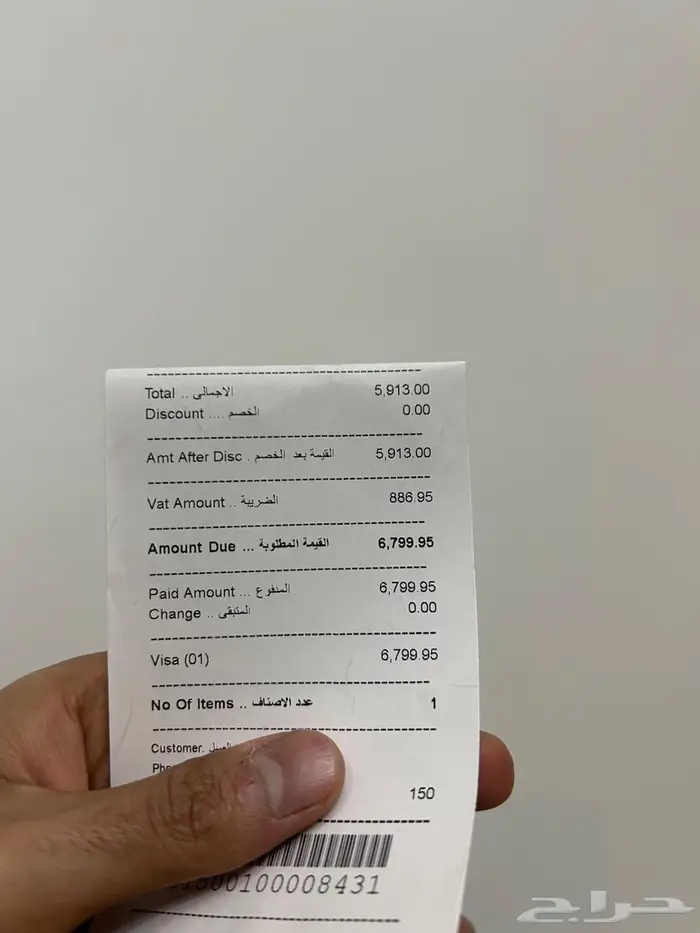 Total .. الاجمالى 5,913.00
Discount .... الخصم 0.00
Amt After Disc . القيمة بعد الخصم 5,913.00
Vat Amount .. الضريبة 886.95
Amount Due ... القيمة المطلوبة 6,799.95
Paid Amount ... المدفوع 6,799.95
Change .. المتبقى 0.00
Visa (01) 6,799.95
No Of Items .. عدد الاصناف 1
Customer.
150
00100008431
حراج